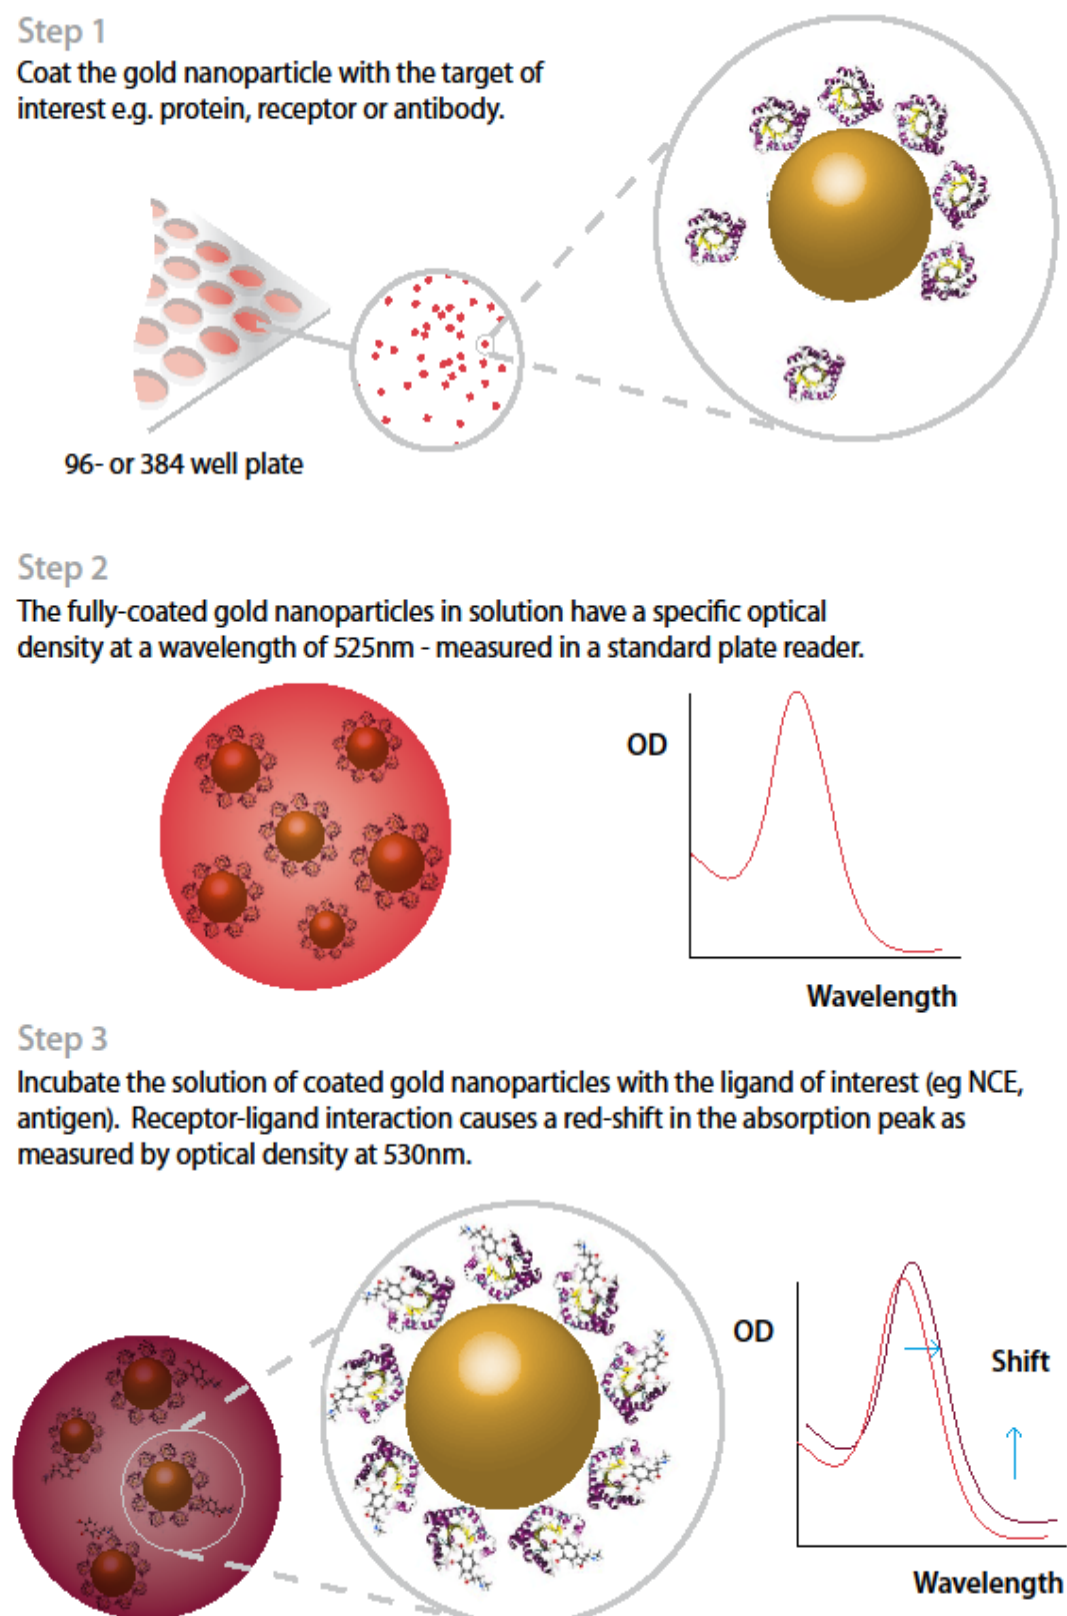 Step 1
Coat the gold nanoparticle with the target of
interest e.g. protein, receptor or antibody.
96- or 384 well plate
Step 2
The fully-coated gold nanoparticles in solution have a specific optical
density at a wavelength of 525nm - measured in a standard plate reader.
OD
Wavelength
Step 3
Incubate the solution of coated gold nanoparticles with the ligand of interest (eg NCE,
antigen). Receptor-ligand interaction causes a red-shift in the absorption peak as
measured by optical density at 530nm.
OD
Shift
Wavelength